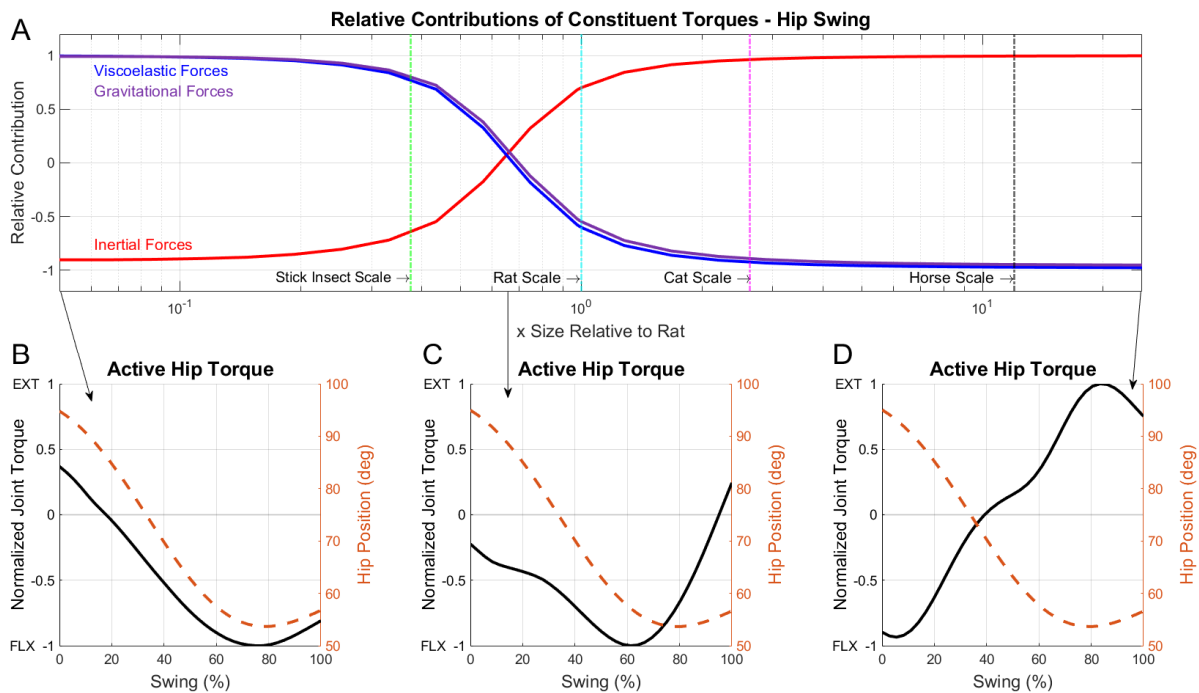 A
Relative Contributions of Constituent Torques - Hip Swing
Relative Contribution
1
0.5
0
-0.5
-1
Viscoelastic Forces
Gravitational Forces
Inertial Forces
Stick Insect Scale →
Rat Scale →
Cat Scale →
Horse Scale →
10^-1
10^0
10^1
x Size Relative to Rat
B
Active Hip Torque
Normalized Joint Torque
EXT 1
0.5
0
-0.5
FLX -1
100
90
80
70
60
50
Hip Position (deg)
0 20 40 60 80 100
Swing (%)
C
Active Hip Torque
Normalized Joint Torque
EXT 1
0.5
0
-0.5
FLX -1
100
90
80
70
60
50
Hip Position (deg)
0 20 40 60 80 100
Swing (%)
D
Active Hip Torque
Normalized Joint Torque
EXT 1
0.5
0
-0.5
FLX -1
100
90
80
70
60
50
Hip Position (deg)
0 20 40 60 80 100
Swing (%)